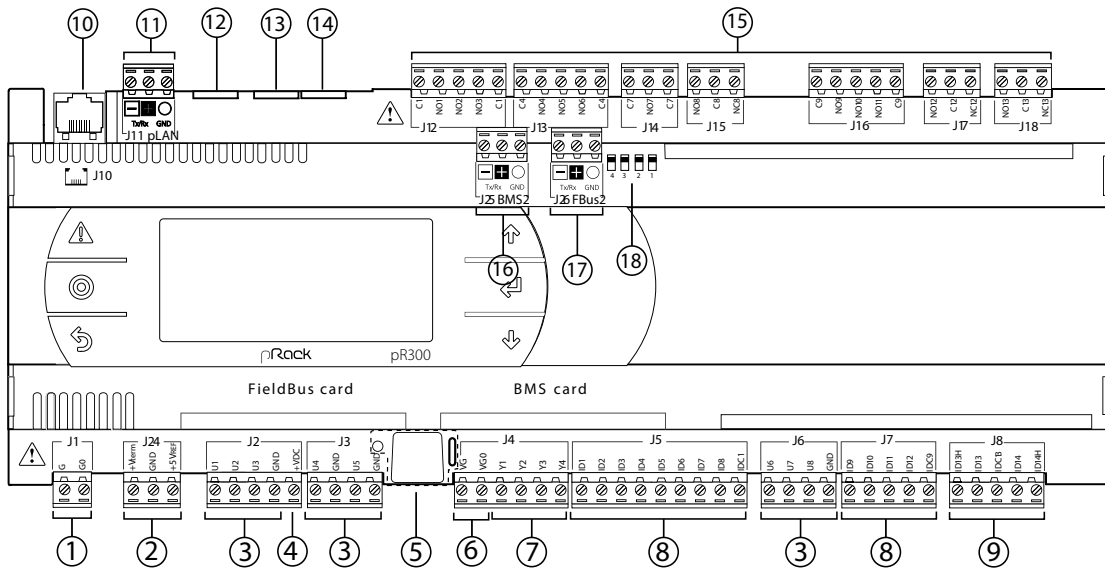 10
11
12
13
14
15
C1
NO1
NO2
NO3
C1
C4
NO4
NO5
NO6
C4
C7
NO7
C7
NO8
C8
NC8
C9
NO9
NO10
NO11
C9
NO12
C12
NC12
NO13
C13
NC13
Tx/Rx GND
J11 pLAN
J12
J13
J14
J15
J16
J17
J18
J10
Tx/Rx GND
J25 BMS2
Tx/Rx GND
J26 FBus2
4 3 2 1
16
17
18
pRack
pR300
FieldBus card
BMS card
J1
J24
J2
J3
J4
J5
J6
J7
J8
G
G0
+Vterm
GND
+5 VREF
U1
U2
U3
GND
+VDC
U4
GND
U5
GND
VG
VG0
Y1
Y2
Y3
Y4
ID1
ID2
ID3
ID4
ID5
ID6
ID7
ID8
IDC1
U6
U7
U8
GND
ID9
ID10
ID11
ID12
IDC9
ID13H
ID13
IDCB
ID14
ID14H
1
2
3
4
3
5
6
7
8
3
8
9